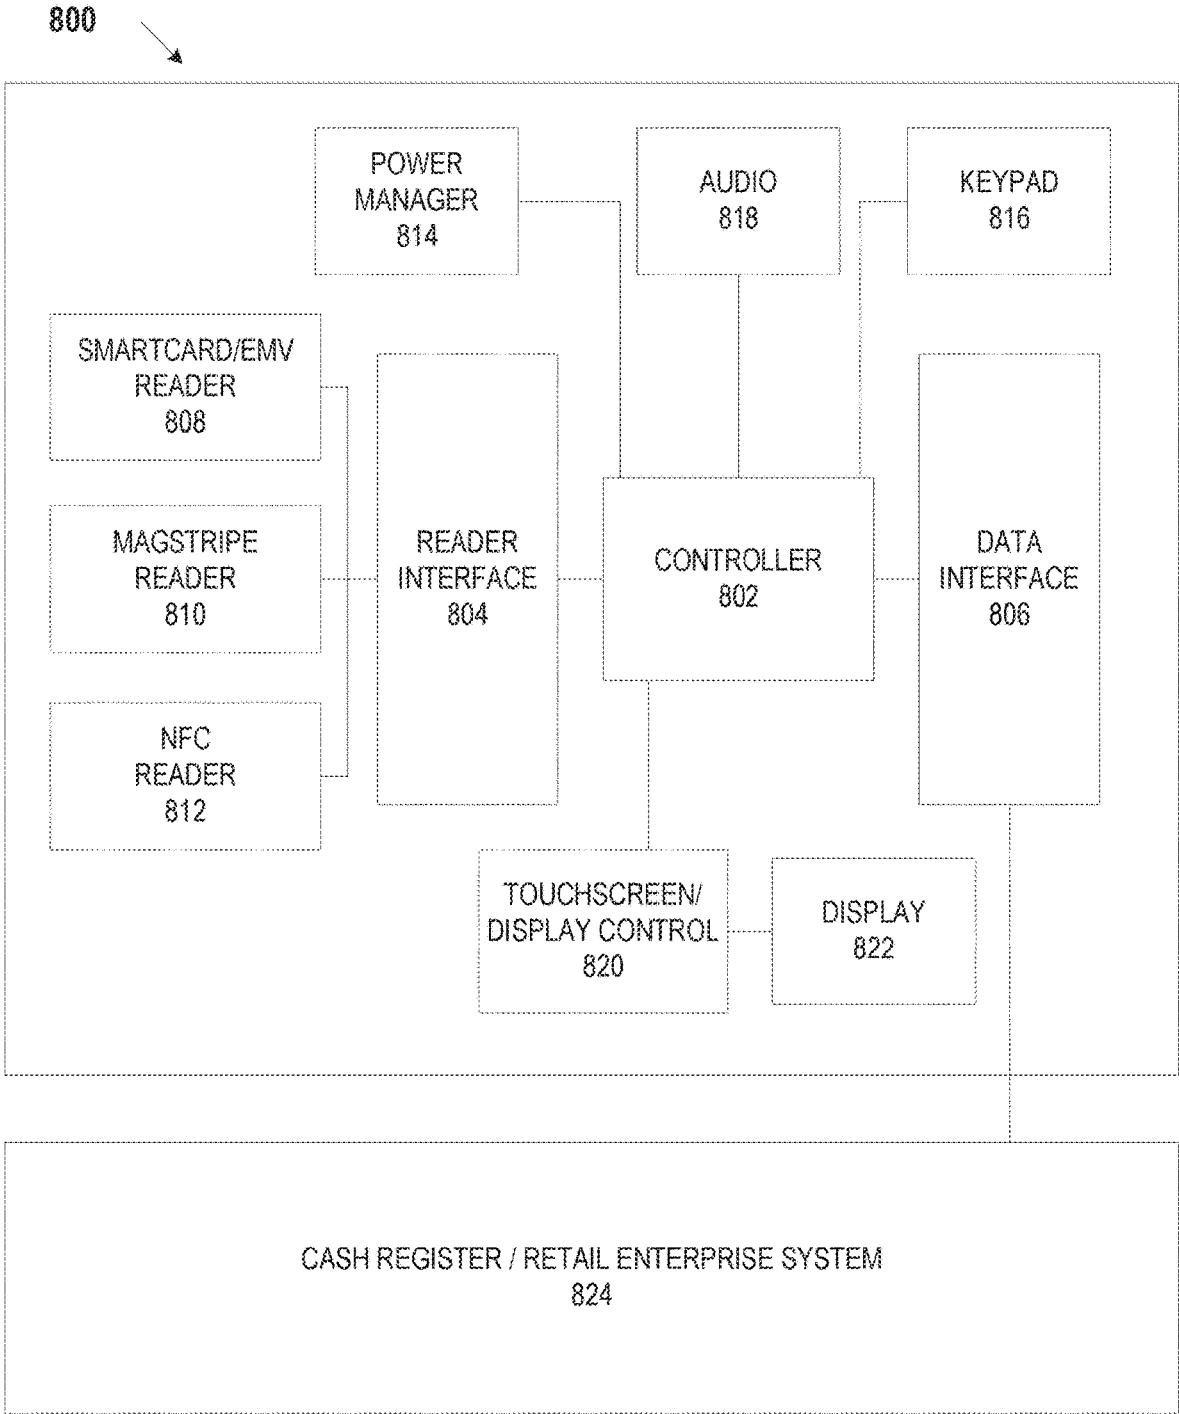 800
POWER
MANAGER
814
AUDIO
818
KEYPAD
816
SMARTCARD/EMV
READER
808
MAGSTRIPE
READER
810
NFC
READER
812
READER
INTERFACE
804
CONTROLLER
802
DATA
INTERFACE
806
TOUCHSCREEN/
DISPLAY CONTROL
820
DISPLAY
822
CASH REGISTER / RETAIL ENTERPRISE SYSTEM
824